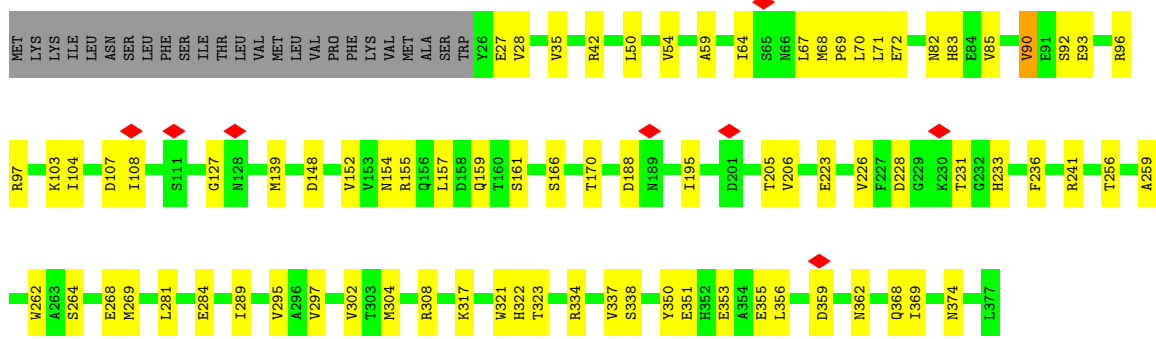 MET LYS LYS ILE LEU ASN SER LEU PHE SER ILE THR LEU VAL MET LEU VAL PRO PHE LYS VAL MET ALA SER TRP Y26 E27 V28 V35 R42 L50 V54 A59 I64 S65 N66 L67 M68 P69 L70 L71 E72 N82 H83 E84 V85 V90 E91 S92 E93 R96
R97 K103 I104 D107 I108 S111 G127 N128 M139 D148 V152 V153 N154 R155 Q156 L157 D158 Q159 T160 S161 S166 T170 D188 N189 I195 D201 T205 V206 E223 V226 F227 D228 G229 K230 T231 G232 H233 F236 R241 T256 A259
W262 A263 S264 E268 M269 L281 E284 I289 V295 A296 V297 V302 T303 M304 R308 K317 W321 H322 T323 R334 V337 S338 Y350 E351 H352 E353 A354 E355 L356 D359 N362 Q368 I369 N374 L377